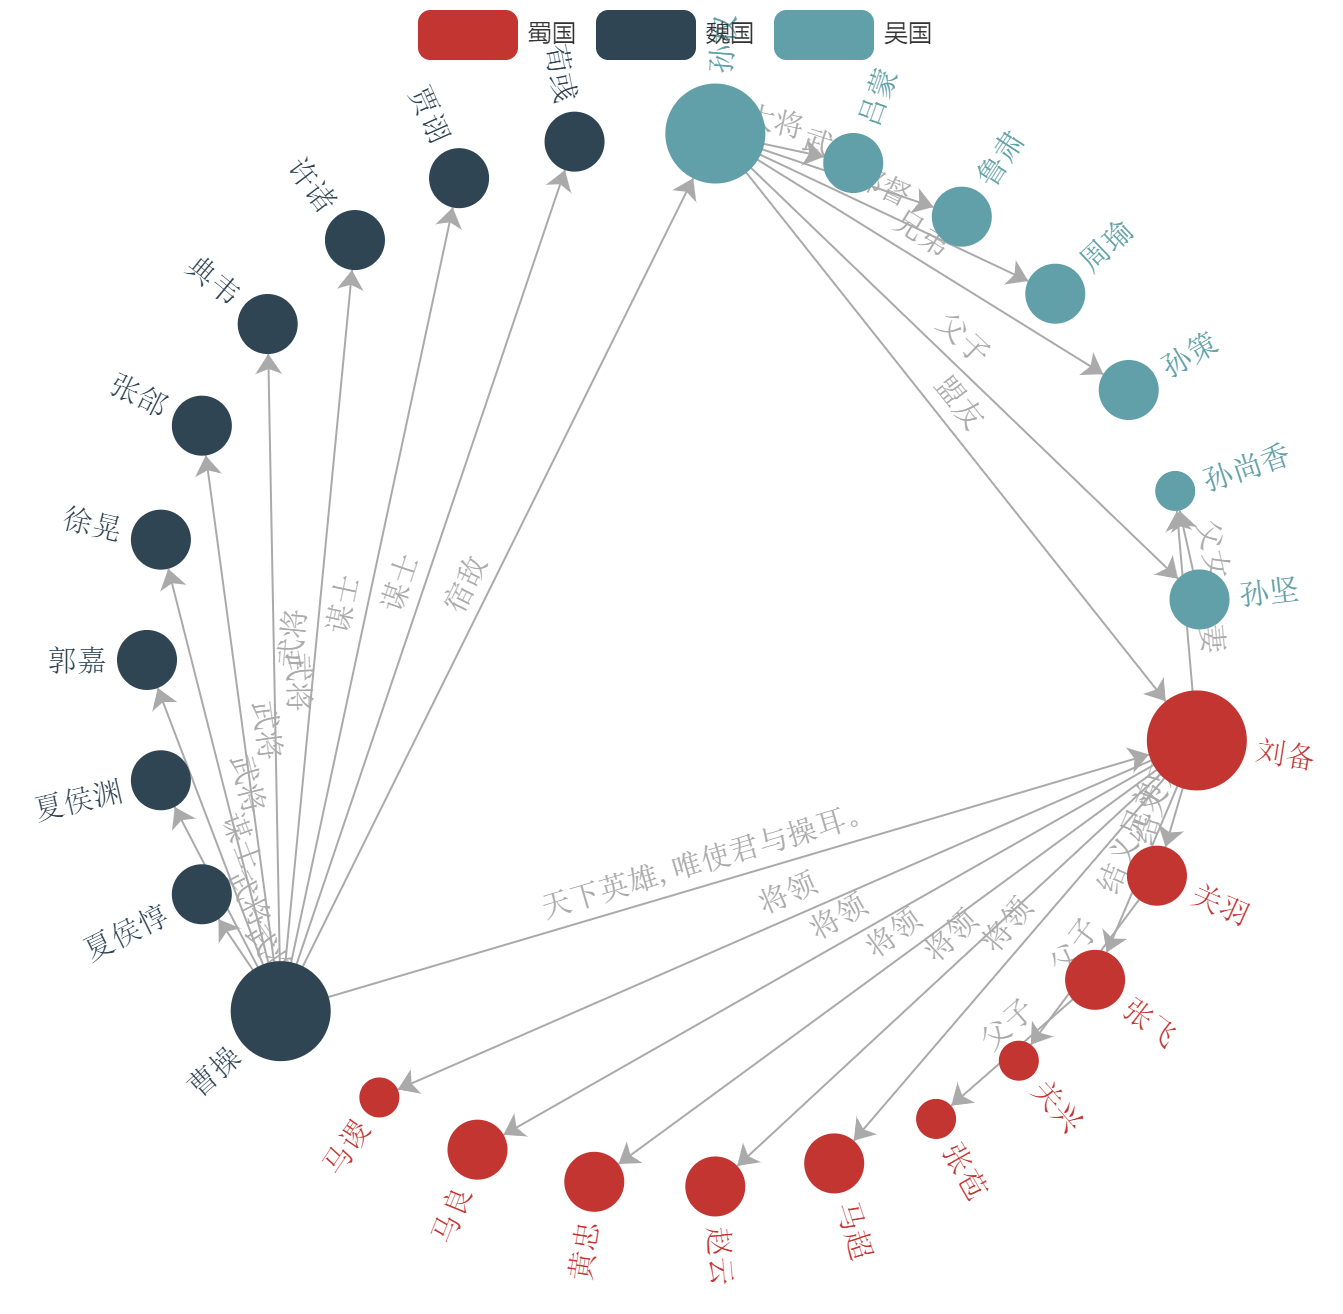 蜀国
魏国
吴国
孙权
吕蒙
鲁肃
周瑜
孙策
孙尚香
孙坚
刘备
关羽
张飞
关兴
张苞
马超
赵云
黄忠
马良
马谡
曹操
夏侯惇
夏侯渊
郭嘉
徐晃
张郃
典韦
许诸
贾诩
荀彧
大将
武
都督
兄弟
父子
盟友
父女
妻
宿敌
谋士
谋士
武将
武将
武将
武将
谋士
武将
天下英雄,唯使君与操耳。
将领
将领
将领
将领
将领
结义兄弟
父子
父子